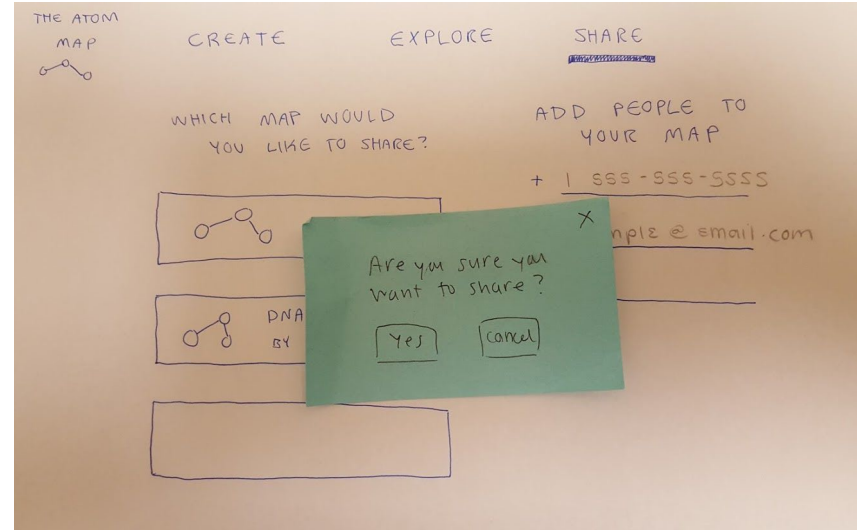 THE ATOM
MAP
CREATE
EXPLORE
SHARE
WHICH MAP WOULD
YOU LIKE TO SHARE?
ADD PEOPLE TO
YOUR MAP
+ 1 555-555-5555
@ email.com
DNA
BY
X
Are you sure you
want to share?
Yes
Cancel